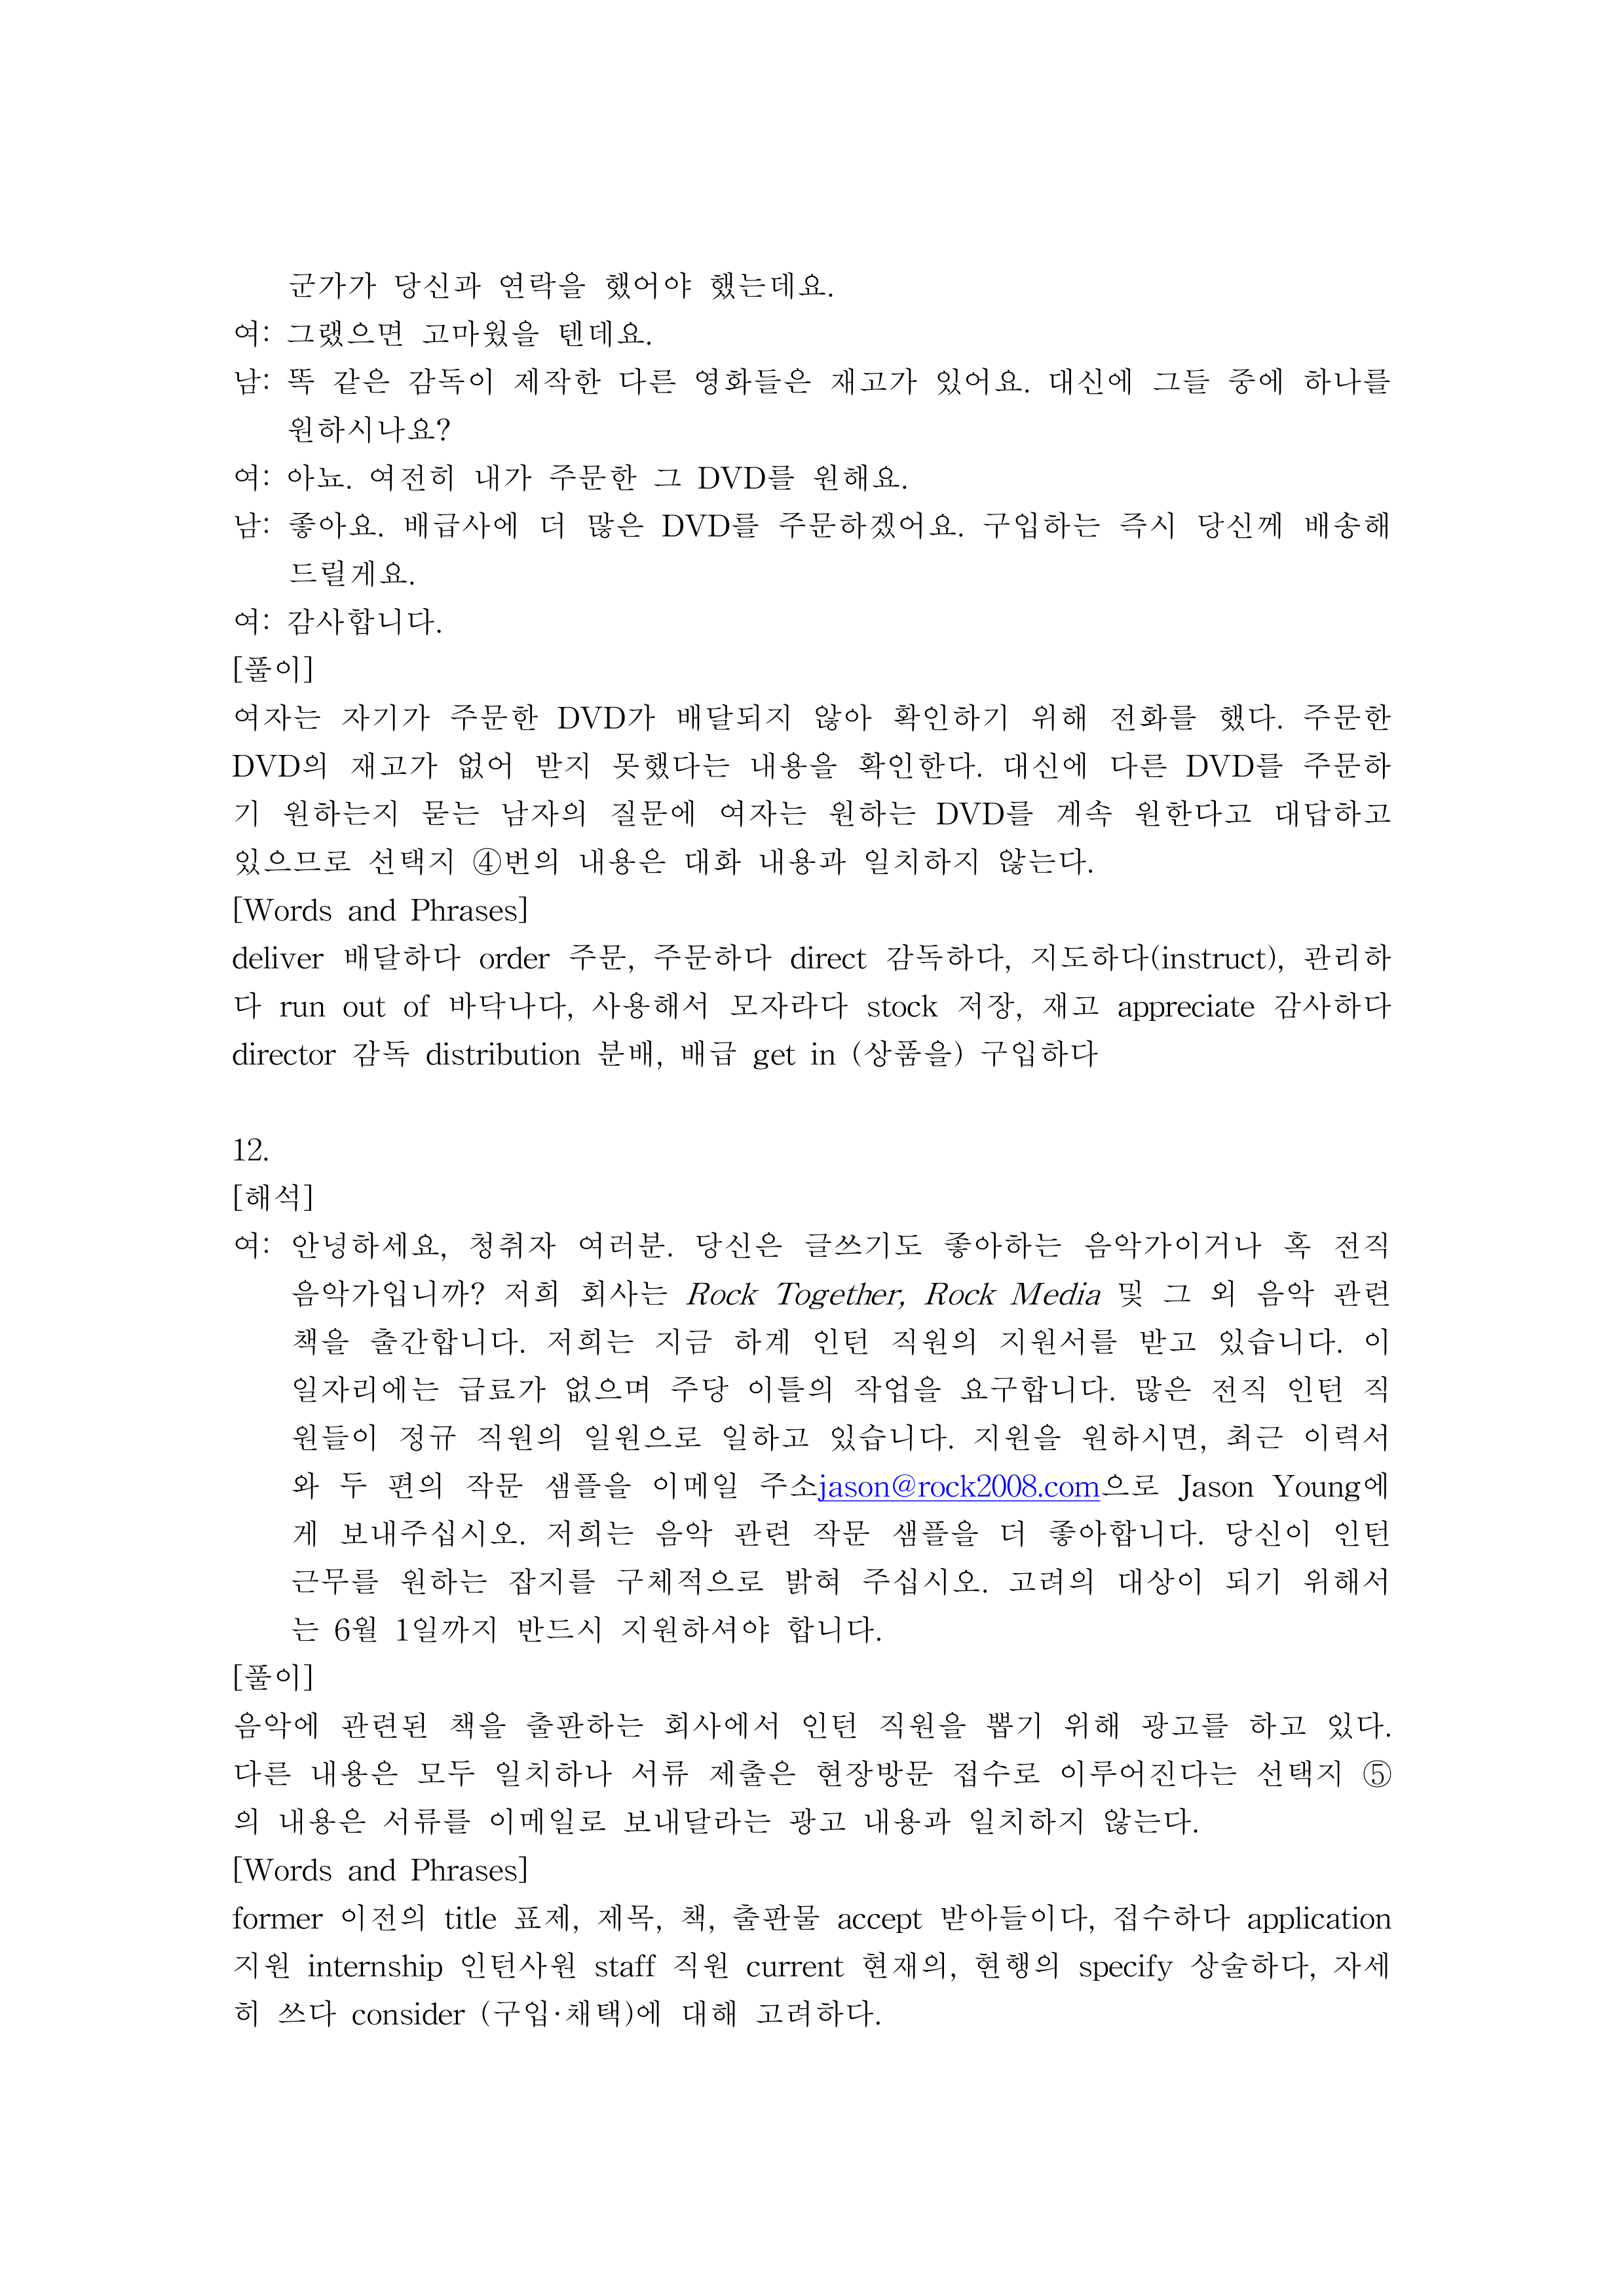 군가가 당신과 연락을 했어야 했는데요.
여: 그랬으면 고마웠을 텐데요.
남: 똑 같은 감독이 제작한 다른 영화들은 재고가 있어요. 대신에 그들 중에 하나를
원하시나요?
여: 아뇨. 여전히 내가 주문한 그 DVD를 원해요.
남: 좋아요. 배급사에 더 많은 DVD를 주문하겠어요. 구입하는 즉시 당신께 배송해
드릴게요.
여: 감사합니다.
[풀이]
여자는 자기가 주문한 DVD가 배달되지 않아 확인하기 위해 전화를 했다. 주문한
DVD의 재고가 없어 받지 못했다는 내용을 확인한다. 대신에 다른 DVD를 주문하
기 원하는지 묻는 남자의 질문에 여자는 원하는 DVD를 계속 원한다고 대답하고
있으므로 선택지 ④번의 내용은 대화 내용과 일치하지 않는다.
[Words and Phrases]
deliver 배달하다 order 주문, 주문하다 direct 감독하다, 지도하다(instruct), 관리하
다 run out of 바닥나다, 사용해서 모자라다 stock 저장, 재고 appreciate 감사하다
director 감독 distribution 분배, 배급 get in (상품을) 구입하다
12.
[해석]
여: 안녕하세요, 청취자 여러분. 당신은 글쓰기도 좋아하는 음악가이거나 혹 전직
음악가입니까? 저희 회사는 Rock Together, Rock Media 및 그 외 음악 관련
책을 출간합니다. 저희는 지금 하계 인턴 직원의 지원서를 받고 있습니다. 이
일자리에는 급료가 없으며 주당 이틀의 작업을 요구합니다. 많은 전직 인턴 직
원들이 정규 직원의 일원으로 일하고 있습니다. 지원을 원하시면, 최근 이력서
와 두 편의 작문 샘플을 이메일 주소jason@rock2008.com으로 Jason Young에
게 보내주십시오. 저희는 음악 관련 작문 샘플을 더 좋아합니다. 당신이 인턴
근무를 원하는 잡지를 구체적으로 밝혀 주십시오. 고려의 대상이 되기 위해서
는 6월 1일까지 반드시 지원하셔야 합니다.
[풀이]
음악에 관련된 책을 출판하는 회사에서 인턴 직원을 뽑기 위해 광고를 하고 있다.
다른 내용은 모두 일치하나 서류 제출은 현장방문 접수로 이루어진다는 선택지 ⑤
의 내용은 서류를 이메일로 보내달라는 광고 내용과 일치하지 않는다.
[Words and Phrases]
former 이전의 title 표제, 제목, 책, 출판물 accept 받아들이다, 접수하다 application
지원 internship 인턴사원 staff 직원 current 현재의, 현행의 specify 상술하다, 자세
히 쓰다 consider (구입·채택)에 대해 고려하다.